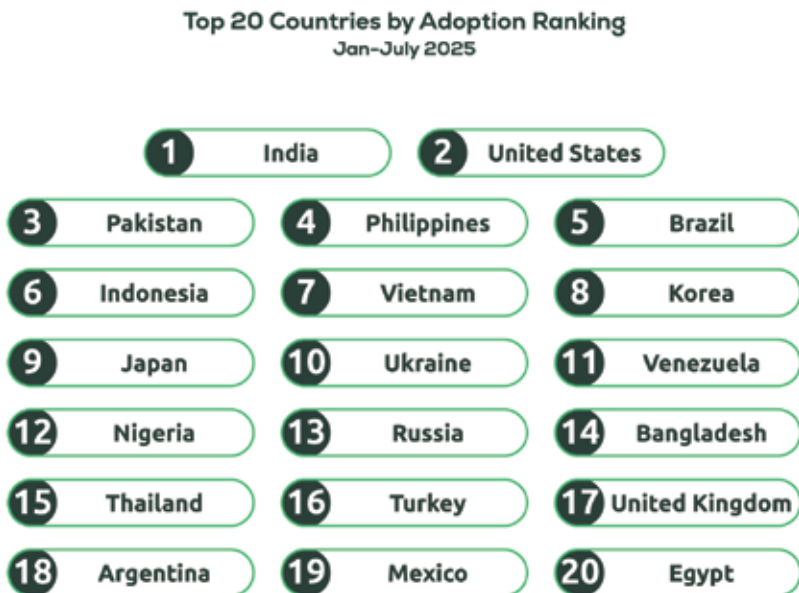 Top 20 Countries by Adoption Ranking
Jan-July 2025
1 India 2 United States
3 Pakistan 4 Philippines 5 Brazil
6 Indonesia 7 Vietnam 8 Korea
9 Japan 10 Ukraine 11 Venezuela
12 Nigeria 13 Russia 14 Bangladesh
15 Thailand 16 Turkey 17 United Kingdom
18 Argentina 19 Mexico 20 Egypt